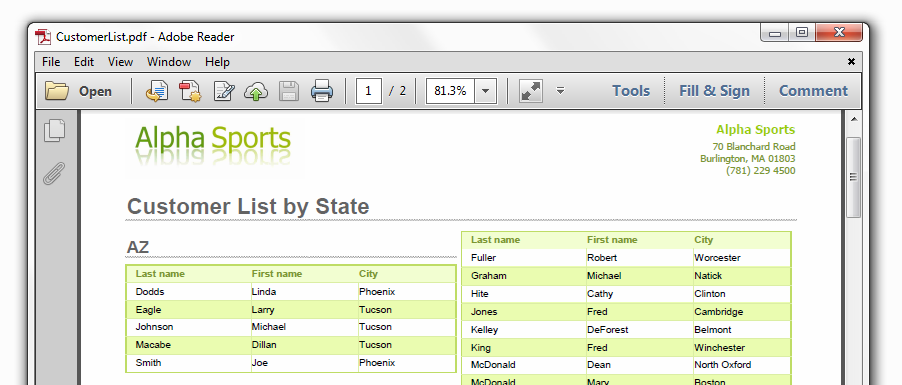 CustomerList.pdf - Adobe Reader
File Edit View Window Help
Open 1 / 2 81.3% Tools Fill & Sign Comment
Alpha Sports
Alpha Sports
70 Blanchard Road
Burlington, MA 01803
(781) 229 4500
Customer List by State
AZ
Last name First name City
Dodds Linda Phoenix
Eagle Larry Tucson
Johnson Michael Tucson
Macabe Dillan Tucson
Smith Joe Phoenix
Last name First name City
Fuller Robert Worcester
Graham Michael Natick
Hite Cathy Clinton
Jones Fred Cambridge
Kelley DeForest Belmont
King Fred Winchester
McDonald Dean North Oxford
McDonald Mary Boston